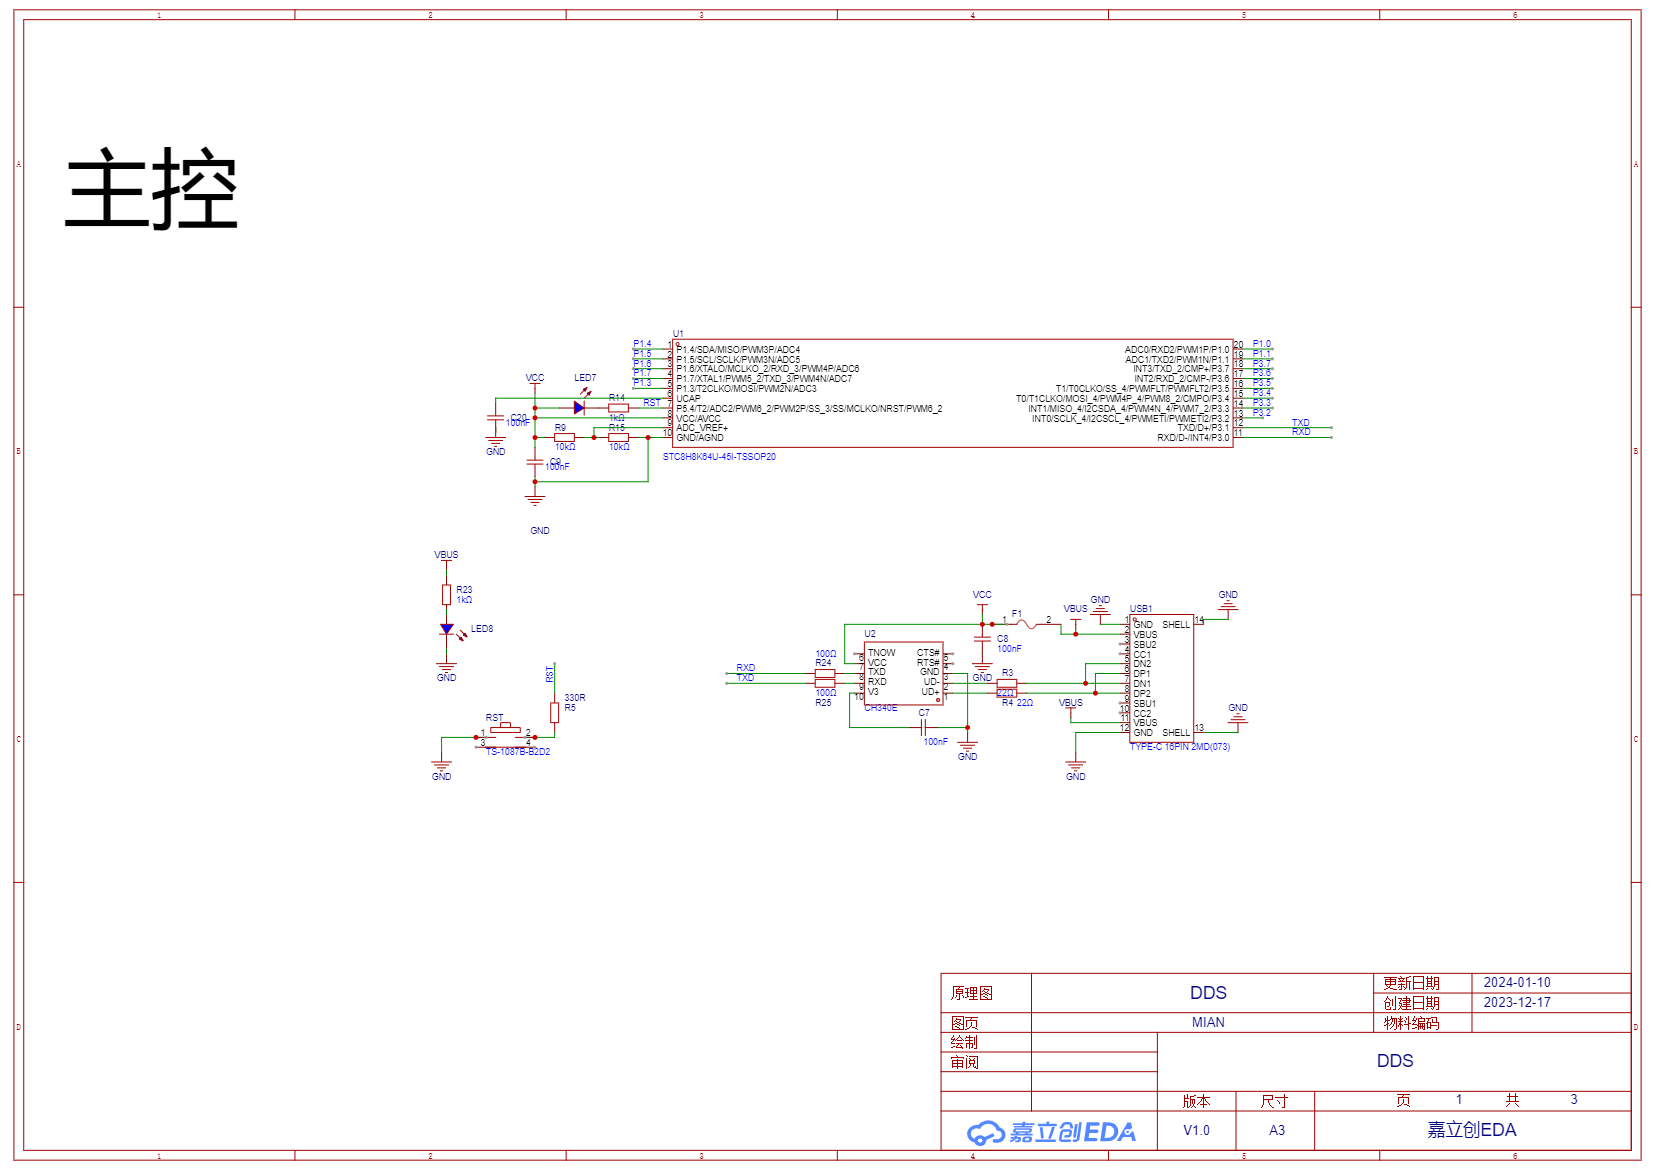 1 2 3 4 5 6
A A
主控
U1
P1.4 1 P1.4/SDA/MISO/PWM3P/ADC4 ADC0/RXD2/PWM1P/P1.0 20 P1.0
P1.5 2 P1.5/SCL/SCLK/PWM3N/ADC5 ADC1/TXD2/PWM1N/P1.1 19 P1.1
P1.6 3 P1.6/XTALO/MCLKO_2/RXD_3/PWM4P/ADC6 INT3/TXD_2/CMP+/P3.7 18 P3.7
P1.7 4 P1.7/XTAL1/PWM5_2/TXD_3/PWM4N/ADC7 INT2/RXD_2/CMP-/P3.6 17 P3.6
P1.3 5 P1.3/T2CLKO/MOSI/PWM2N/ADC3 T1/T0CLKO/SS_4/PWMFLT/PWMFLT2/P3.5 16 P3.5
6 UCAP T0/T1CLKO/MOSI_4/PWM4P_4/PWM8_2/CMPO/P3.4 15 P3.4
RST 7 P5.4/T2/ADC2/PWM6_2/PWM2P/SS_3/SS/MCLKO/NRST/PWM6_2 INT1/MISO_4/I2CSDA_4/PWM4N_4/PWM7_2/P3.3 14 P3.3
8 VCC/AVCC INT0/SCLK_4/I2CSCL_4/PWMETI/PWMETI2/P3.2 13 P3.2
9 ADC_VREF+ TXD/D+/P3.1 12 TXD
10 GND/AGND RXD/D-/INT4/P3.0 11 RXD
STC8H8K64U-45I-TSSOP20
VCC LED7
R14
1kΩ
C20
100nF
R9 R15
10kΩ 10kΩ
GND
C9
100nF
GND
B B
VBUS
R23
1kΩ
LED8
GND
RST
330R
R5
RST
1 2
3 4
TS-1087B-B2D2
GND
RXD
TXD
100Ω
R24
100Ω
R25
U2
TNOW CTS#
6 VCC RTS# 5
7 TXD GND 4
8 RXD UD- 3
9 V3 UD+ 2
10 1
CH340E
C7
100nF
GND
VCC
F1
1 2
C8
100nF
GND
R3
22Ω
R4 22Ω
VBUS GND
VBUS
GND
USB1
1 GND SHELL 14
2 VBUS
3 SBU2
4 CC1
5 DN2
6 DP1
7 DN1
8 DP2
9 SBU1
10 CC2
11 VBUS
12 GND SHELL 13
TYPE-C 16PIN 2MD(073)
GND
GND
C C
D D
原理图 DDS 更新日期 2024-01-10
创建日期 2023-12-17
图页 MIAN 物料编码
绘制
审阅 DDS
版本 尺寸 页 1 共 3
嘉立创EDA V1.0 A3 嘉立创EDA
1 2 3 4 5 6